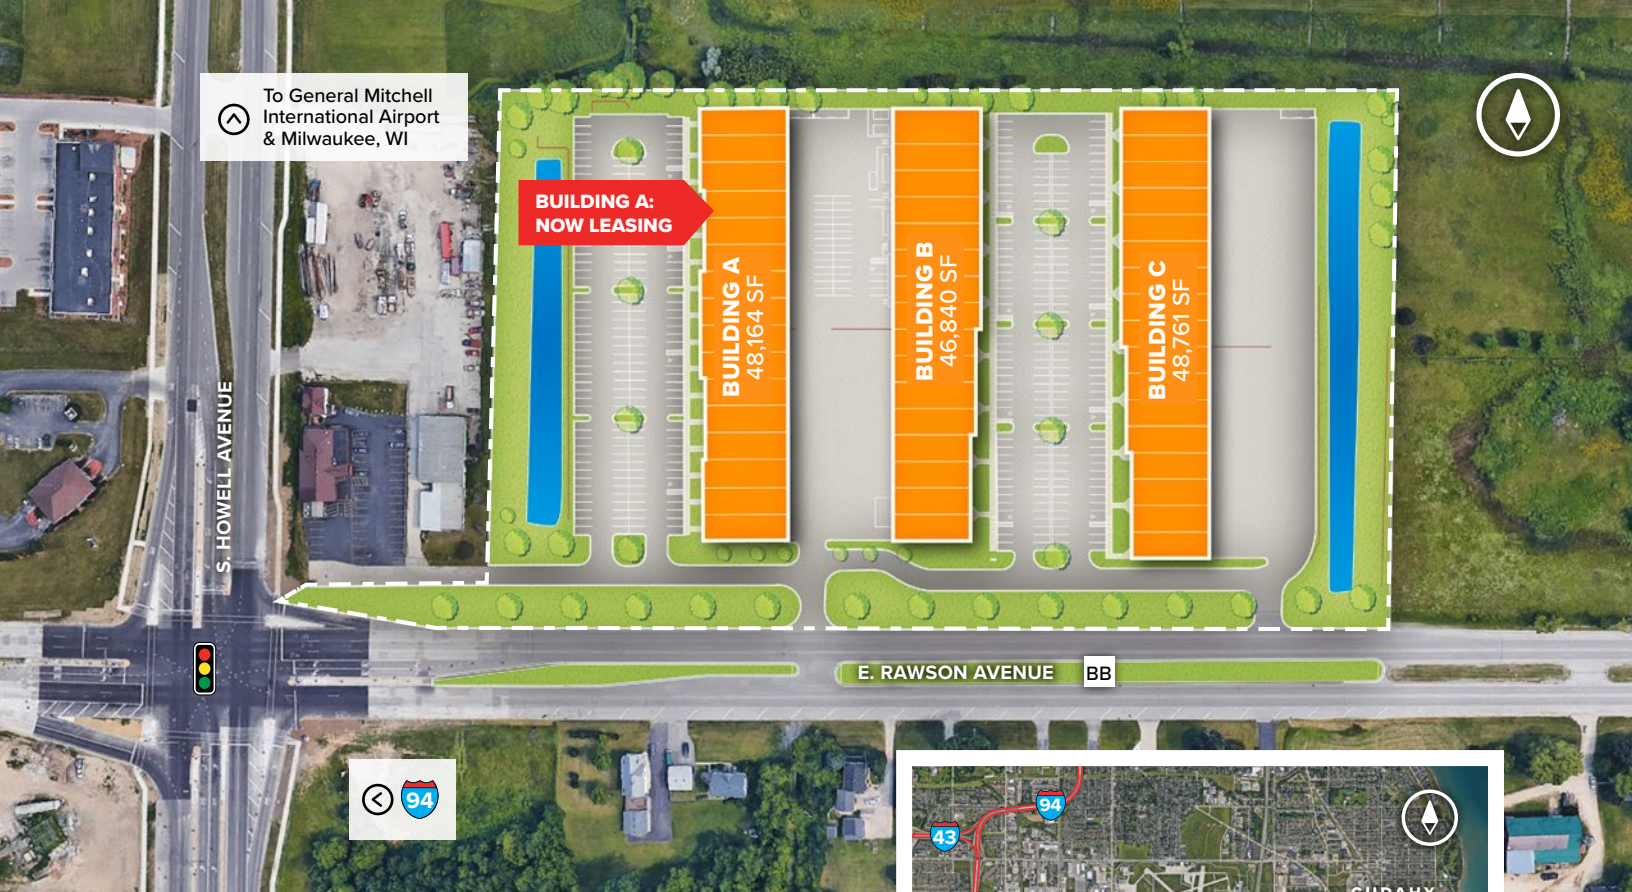 To General Mitchell
International Airport
& Milwaukee, WI
BUILDING A:
NOW LEASING
BUILDING A
48,164 SF
BUILDING B
46,840 SF
BUILDING C
48,761 SF
S. HOWELL AVENUE
E. RAWSON AVENUE
BB
94
94
43
CUDAHY